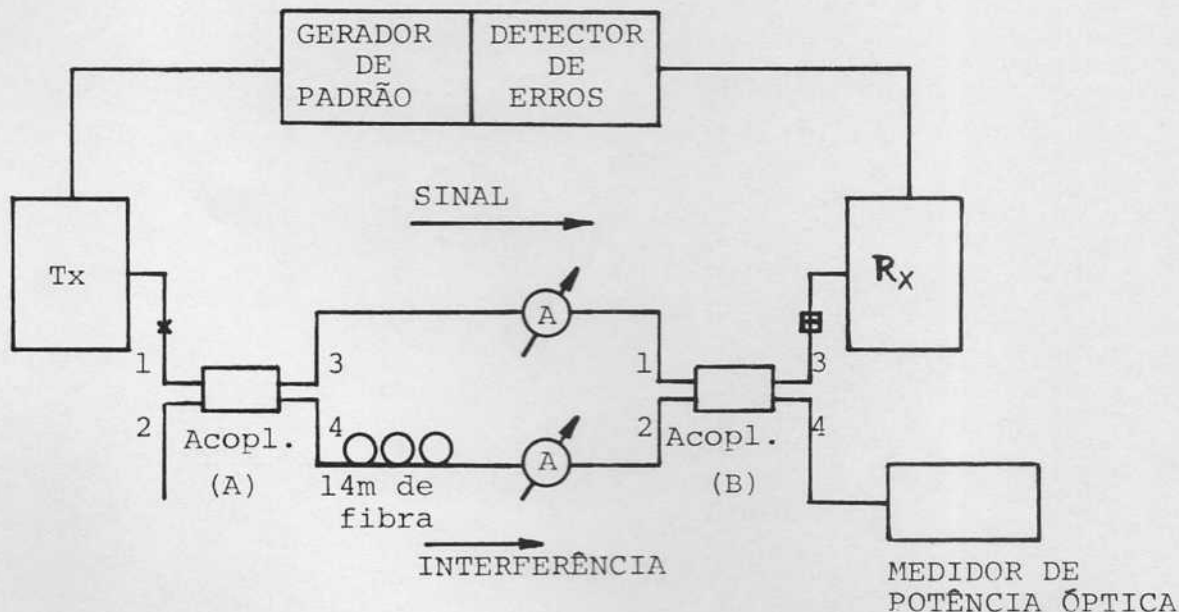 GERADOR
DE
PADRÃO
DETECTOR
DE
ERROS
SINAL
Tx
Rx
A
1
3
1
3
2
4
2
4
Acopl.
(A)
Acopl.
(B)
A
14m de
fibra
INTERFERÊNCIA
MEDIDOR DE
POTÊNCIA ÓPTICA